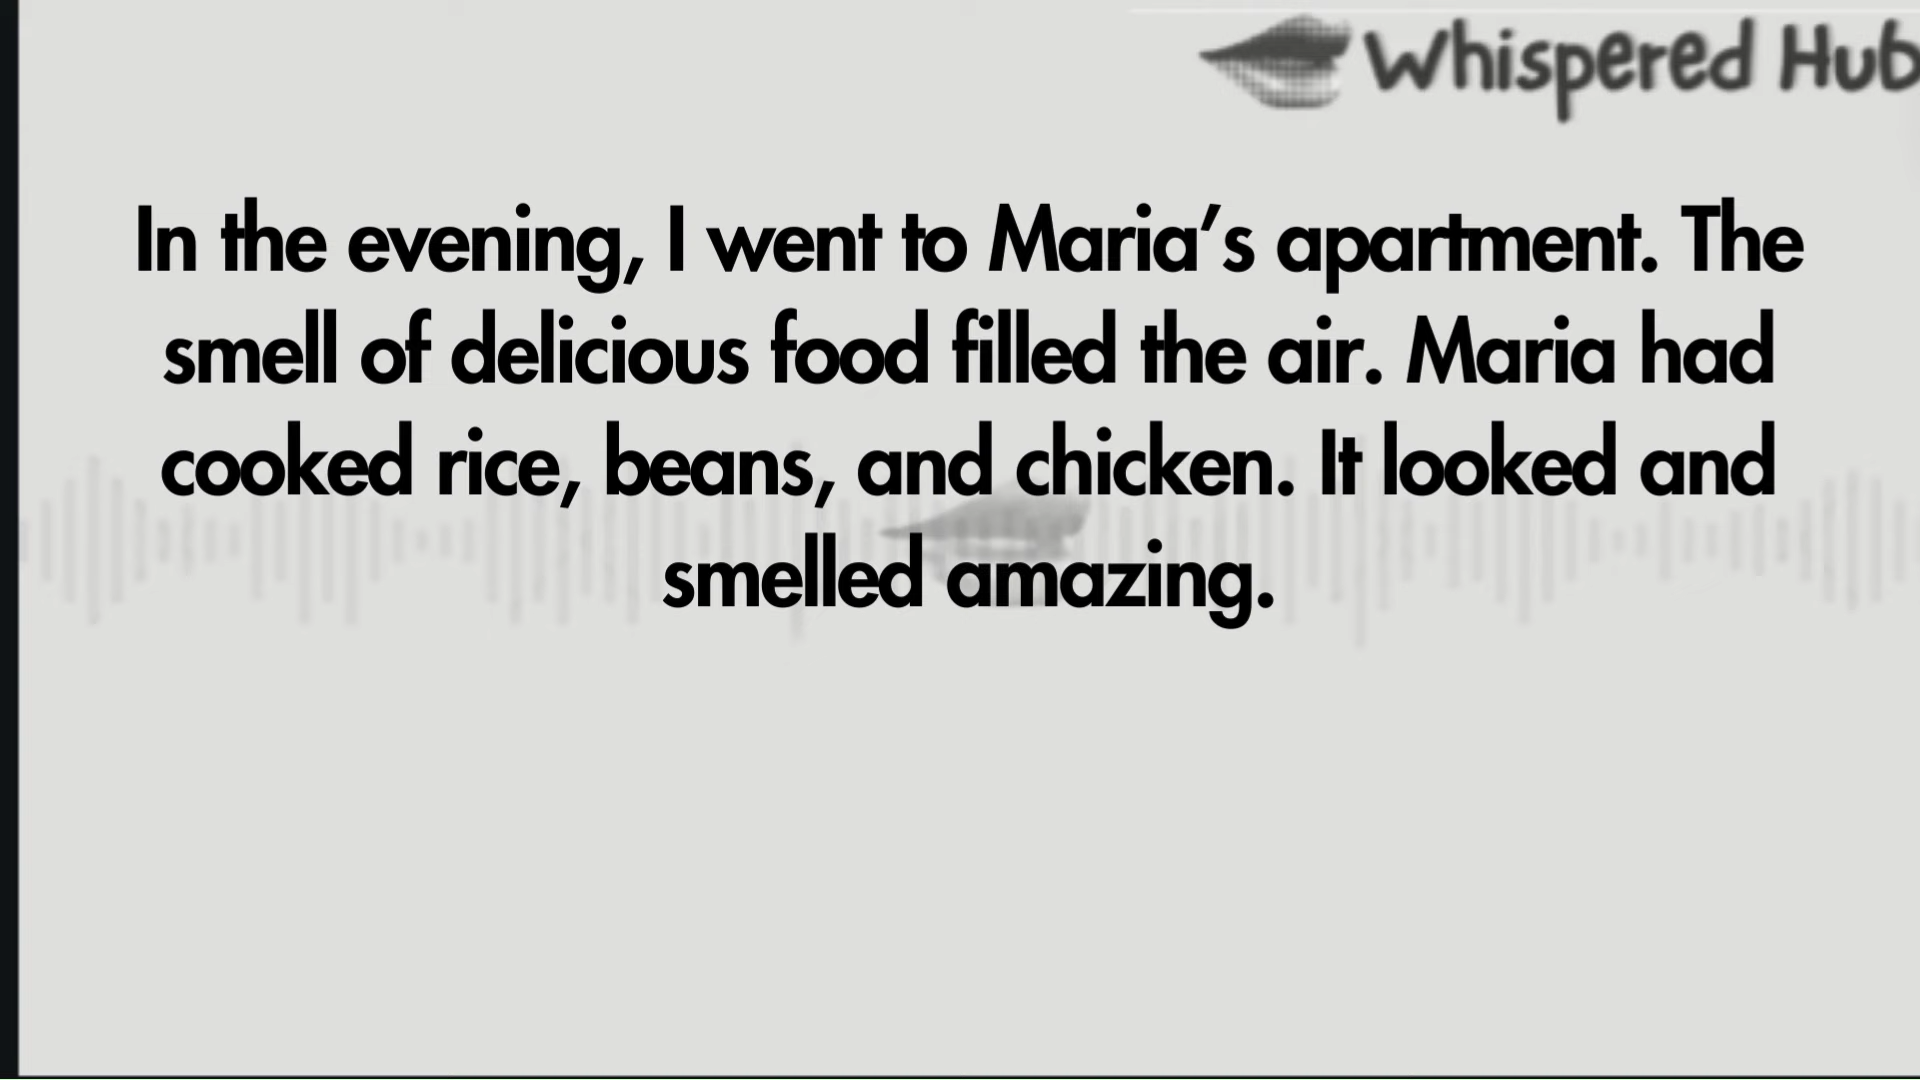 Whispered Hub
In the evening, I went to Maria’s apartment. The
smell of delicious food filled the air. Maria had
cooked rice, beans, and chicken. It looked and
smelled amazing.